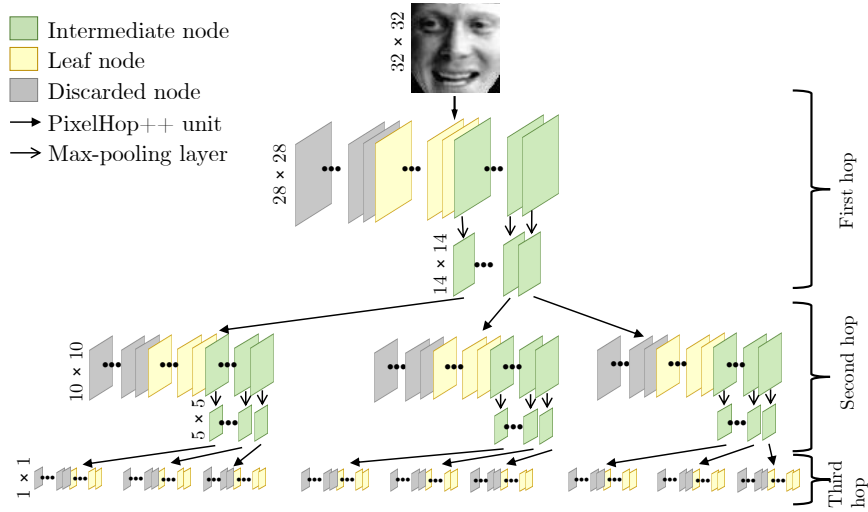 Intermediate node
Leaf node
Discarded node
PixelHop++ unit
Max-pooling layer
32 × 32
28 × 28
14 × 14
First hop
10 × 10
5 × 5
Second hop
1 × 1
Third
hop